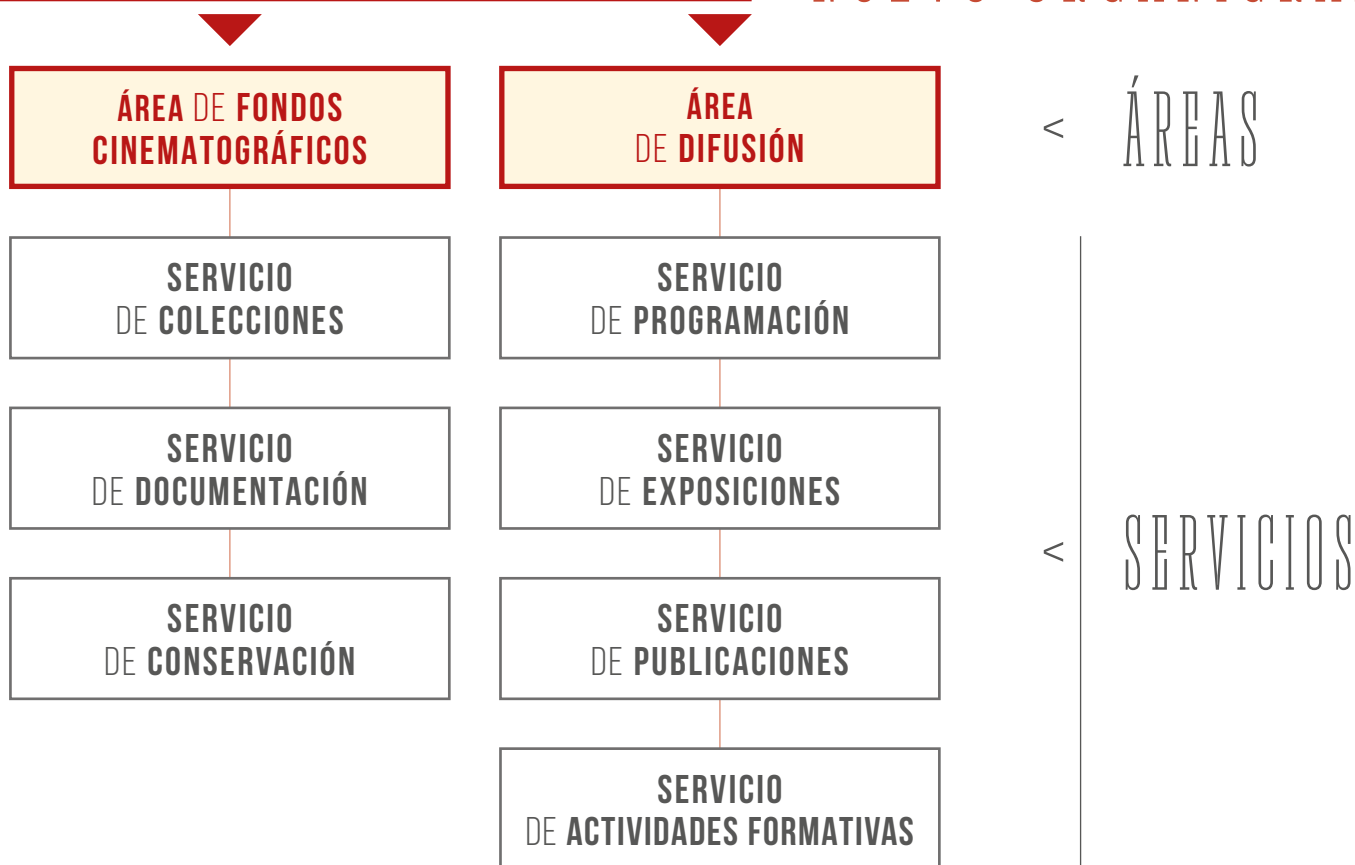 ÁREA DE FONDOS
CINEMATOGRÁFICOS
ÁREA
DE DIFUSIÓN
< ÁREAS
SERVICIO
DE COLECCIONES
SERVICIO
DE PROGRAMACIÓN
SERVICIO
DE DOCUMENTACIÓN
SERVICIO
DE EXPOSICIONES
< SERVICIOS
SERVICIO
DE CONSERVACIÓN
SERVICIO
DE PUBLICACIONES
SERVICIO
DE ACTIVIDADES FORMATIVAS